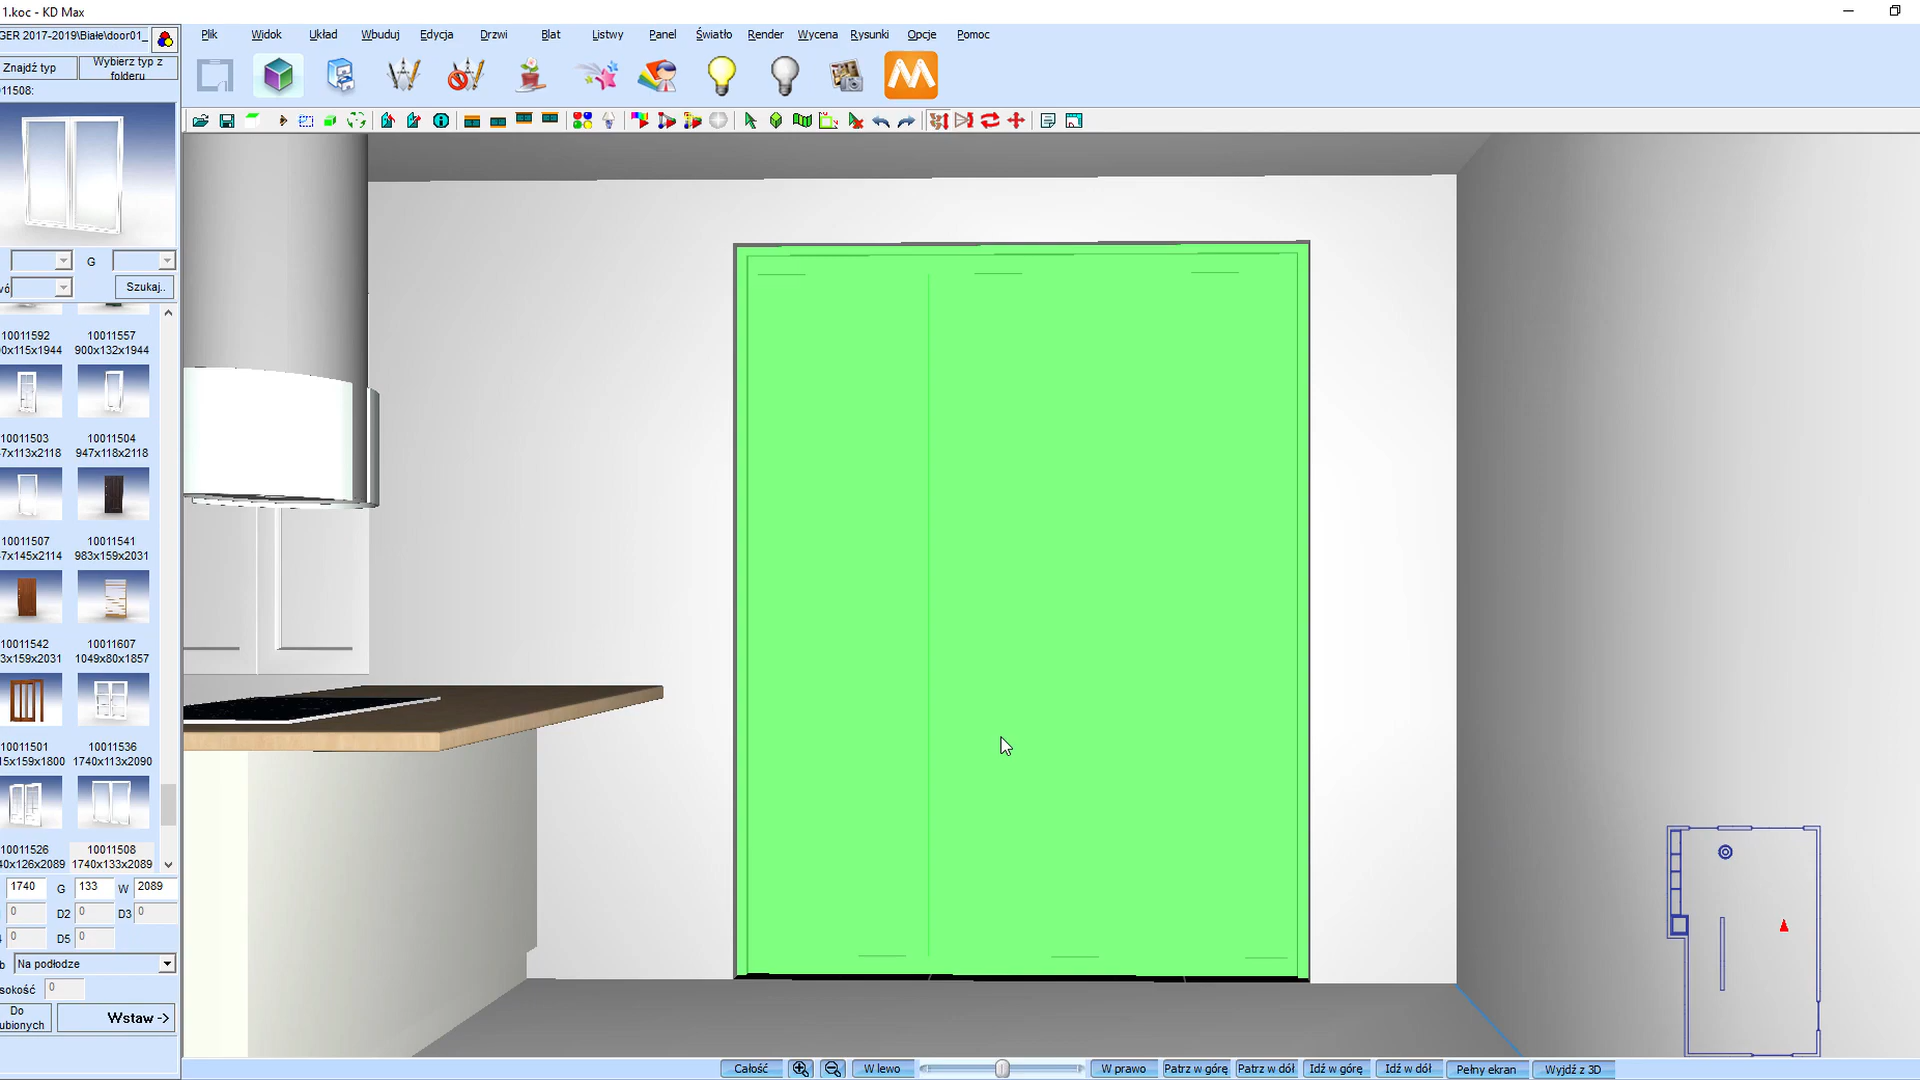 1.koc - KD Max
GER 2017-2019\Białe\door01_
Plik Widok Układ Wbuduj Edycja Drzwi Blat Listwy Panel Światło Render Wycena Rysunki Opcje Pomoc
Znajdź typ
Wybierz typ z
folderu
11508:
G
Szukaj..
10011592 10011557
0x115x1944 900x132x1944
10011503 10011504
7x113x2118 947x118x2118
10011507 10011541
7x145x2114 983x159x2031
10011542 10011607
3x159x2031 1049x80x1857
10011501 10011536
15x159x1800 1740x113x2090
10011526 10011508
40x126x2089 1740x133x2089
1740 G 133 W 2089
0 D2 0 D3 0
0 D5 0
b Na podłodze
sokość 0
Do
ubionych
Wstaw ->
Całość W lewo W prawo Patrz w górę Patrz w dół Idź w górę Idź w dół Pełny ekran Wyjdź z 3D